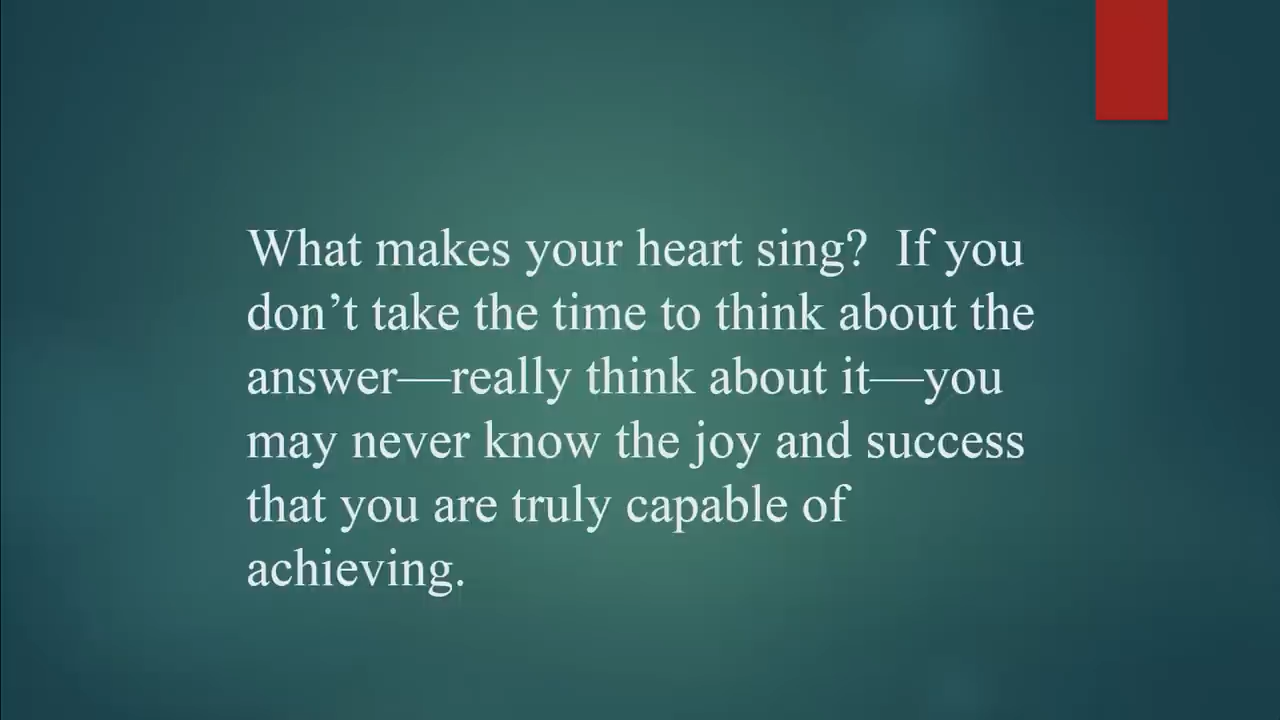 What makes your heart sing?  If you
don’t take the time to think about the
answer—really think about it—you
may never know the joy and success
that you are truly capable of
achieving.